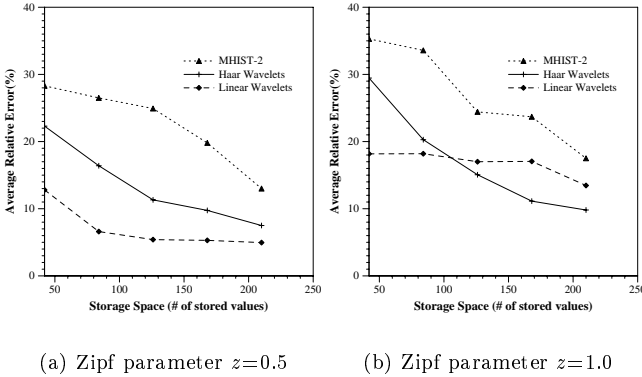 40
30
20
10
0
Average Relative Error(%)
MHIST-2
Haar Wavelets
Linear Wavelets
50 100 150 200 250
Storage Space (# of stored values)
(a) Zipf parameter z=0.5
40
30
20
10
0
Average Relative Error(%)
MHIST-2
Haar Wavelets
Linear Wavelets
50 100 150 200 250
Storage Space (# of stored values)
(b) Zipf parameter z=1.0